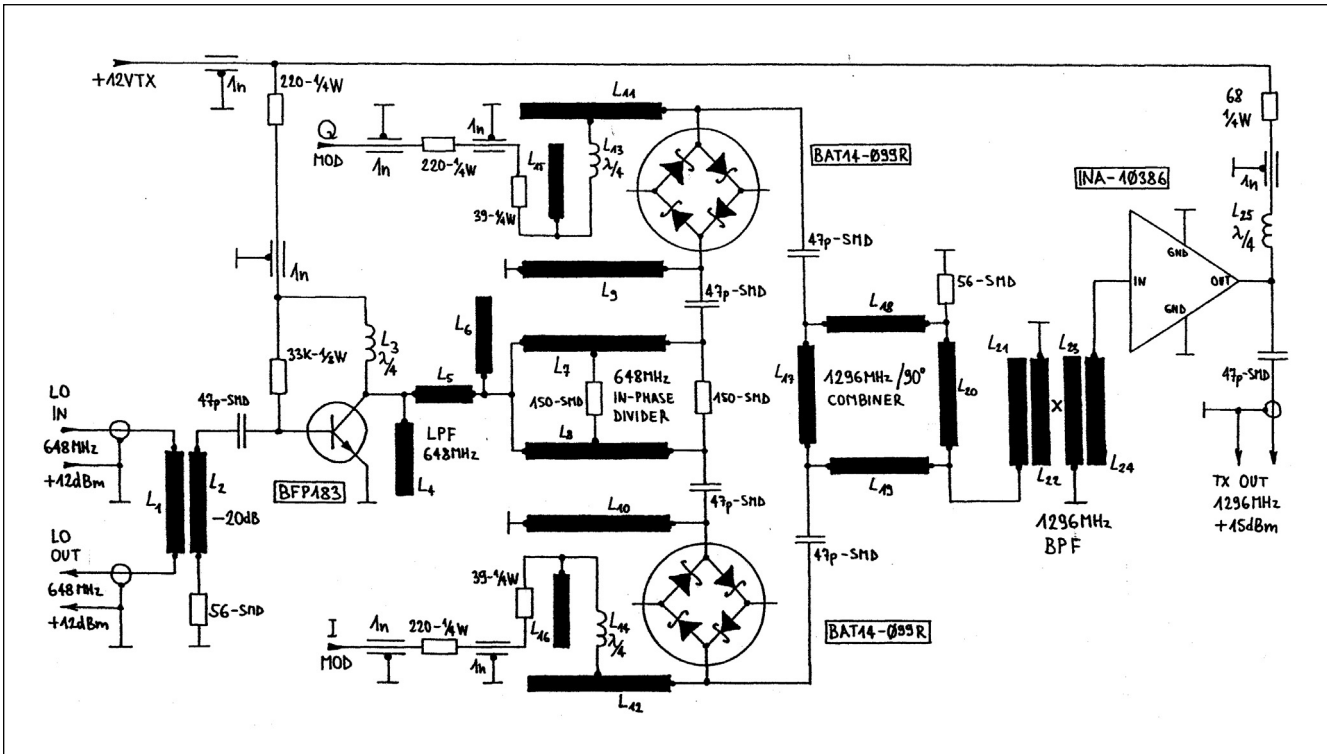 +12VTX
1n
220-¼W
Q
MOD
1n
220-¼W
1n
39-¼W
L15
L13
λ/4
L11
BAT14-Ø99R
68
¼W
1n
L25
λ/4
INA-10386
1n
L9
47p-SMD
47p-SMD
56-SMD
IN
GND
GND
OUT
33K-⅛W
L3
λ/4
L6
L7
L18
L5
150-SMD
648MHz
IN-PHASE
DIVIDER
150-SMD
L17
1296MHz/90°
COMBINER
L20
L21
L23
X
47p-SMD
LO
IN
648MHz
+12dBm
47p-SMD
L1
L2
-20dB
BFP183
LPF
648MHz
L4
L8
L19
L22
L24
1296MHz
BPF
TX OUT
1296MHz
+15dBm
47p-SMD
L10
47p-SMD
LO
OUT
648MHz
+12dBm
56-SMD
39-¼W
L16
L14
λ/4
BAT14-Ø99R
I
MOD
1n
220-¼W
1n
L12